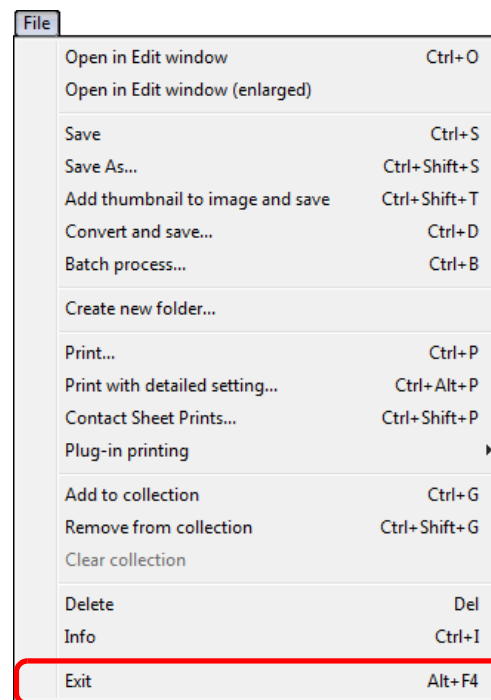 File
Open in Edit window Ctrl+O
Open in Edit window (enlarged)
Save Ctrl+S
Save As... Ctrl+Shift+S
Add thumbnail to image and save Ctrl+Shift+T
Convert and save... Ctrl+D
Batch process... Ctrl+B
Create new folder...
Print... Ctrl+P
Print with detailed setting... Ctrl+Alt+P
Contact Sheet Prints... Ctrl+Shift+P
Plug-in printing
Add to collection Ctrl+G
Remove from collection Ctrl+Shift+G
Clear collection
Delete Del
Info Ctrl+I
Exit Alt+F4